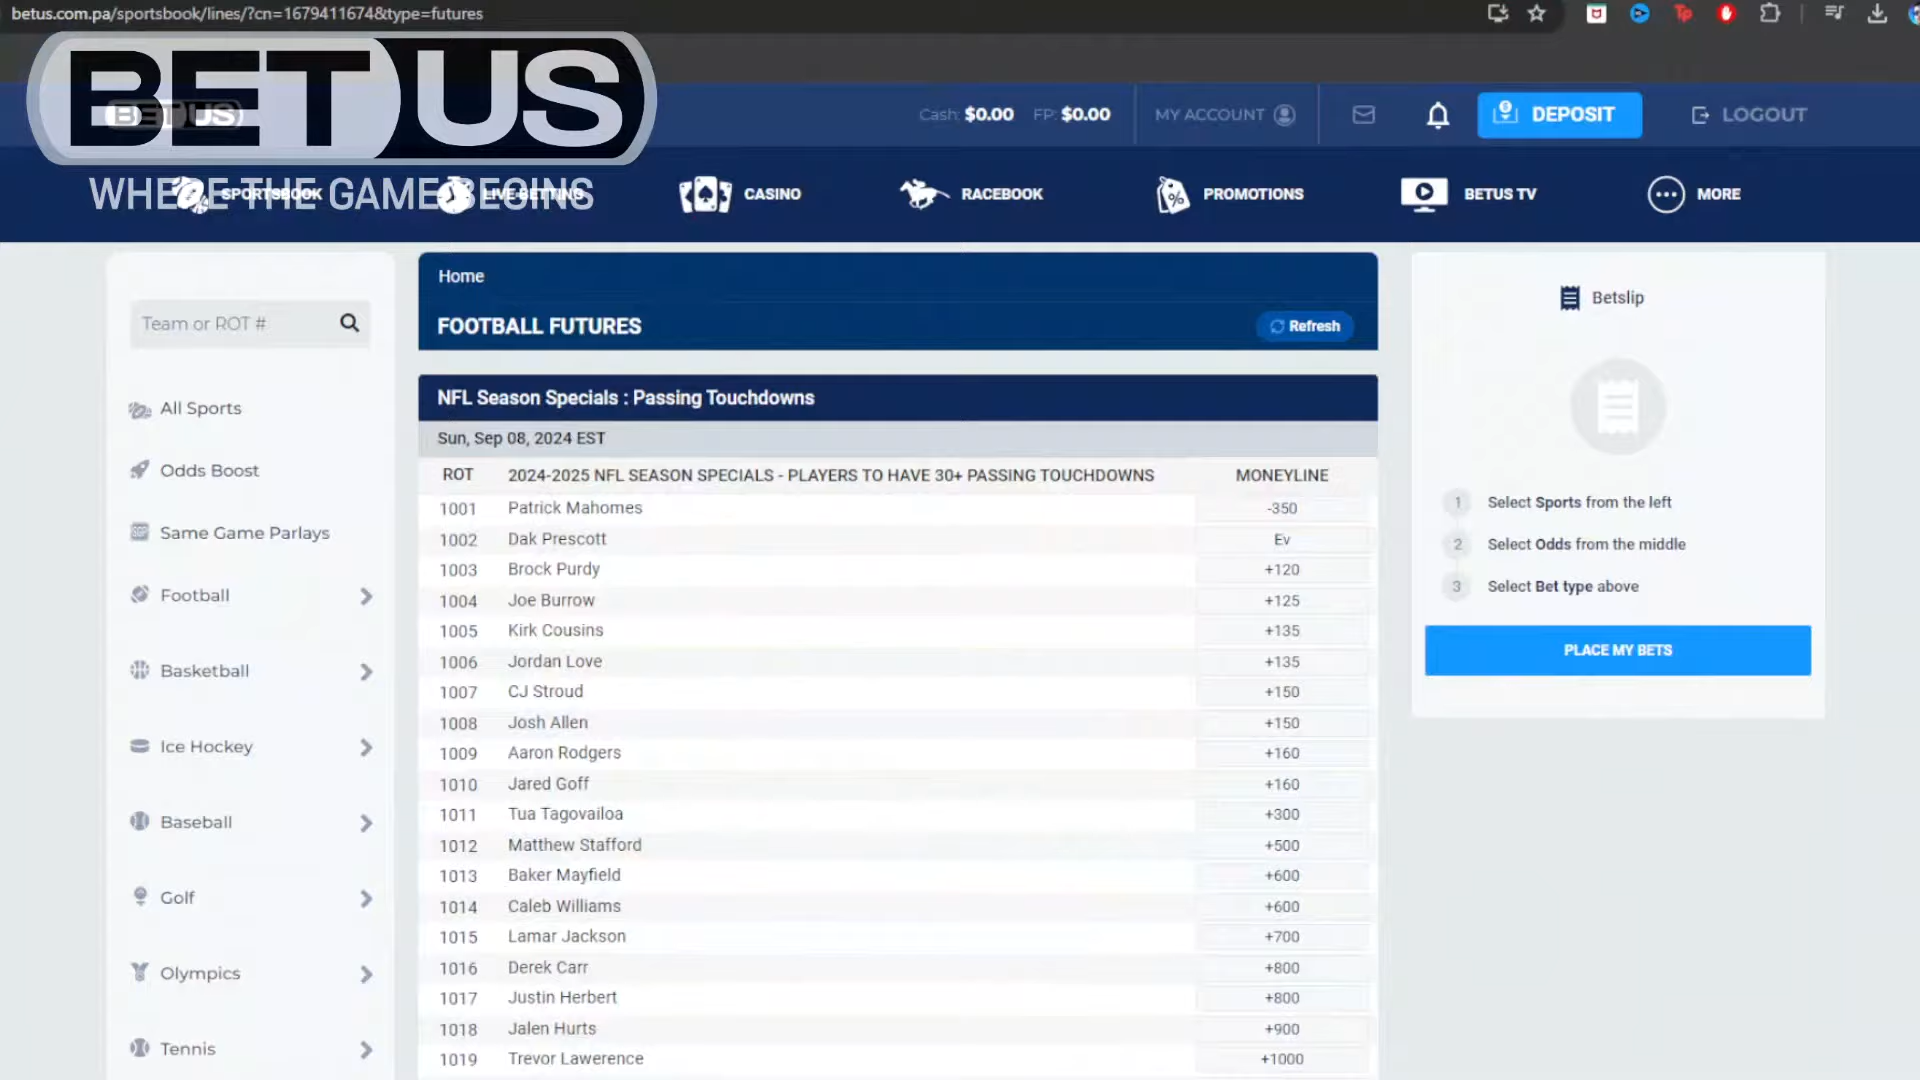 betus.com.pa/sportsbook/lines/?cn=1679411674&type=futures
BETUS
WHERE THE GAME BEGINS
BETUS
Cash: $0.00 FP: $0.00
MY ACCOUNT
DEPOSIT
LOGOUT
SPORTSBOOK
LIVE BETTING
CASINO
RACEBOOK
PROMOTIONS
BETUS TV
MORE
Team or ROT #
All Sports
Odds Boost
Same Game Parlays
Football
Basketball
Ice Hockey
Baseball
Golf
Olympics
Tennis
Home
FOOTBALL FUTURES
Refresh
NFL Season Specials : Passing Touchdowns
Sun, Sep 08, 2024 EST
ROT 2024-2025 NFL SEASON SPECIALS - PLAYERS TO HAVE 30+ PASSING TOUCHDOWNS MONEYLINE
1001 Patrick Mahomes -350
1002 Dak Prescott Ev
1003 Brock Purdy +120
1004 Joe Burrow +125
1005 Kirk Cousins +135
1006 Jordan Love +135
1007 CJ Stroud +150
1008 Josh Allen +150
1009 Aaron Rodgers +160
1010 Jared Goff +160
1011 Tua Tagovailoa +300
1012 Matthew Stafford +500
1013 Baker Mayfield +600
1014 Caleb Williams +600
1015 Lamar Jackson +700
1016 Derek Carr +800
1017 Justin Herbert +800
1018 Jalen Hurts +900
1019 Trevor Lawerence +1000
Betslip
1 Select Sports from the left
2 Select Odds from the middle
3 Select Bet type above
PLACE MY BETS